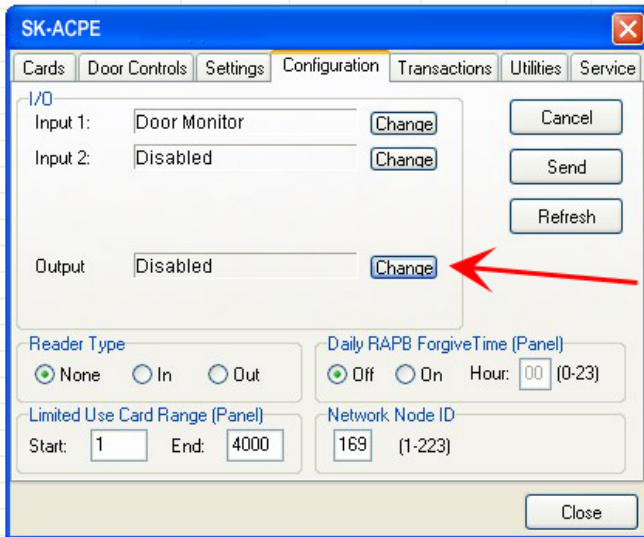 SK-ACPE
Cards Door Controls Settings Configuration Transactions Utilities Service
I/O
Input 1: Door Monitor Change Cancel
Input 2: Disabled Change Send
Refresh
Output Disabled Change
Reader Type Daily RAPB ForgiveTime (Panel)
None In Out Off On Hour: 00 (0-23)
Limited Use Card Range (Panel) Network Node ID
Start: 1 End: 4000 169 (1-223)
Close